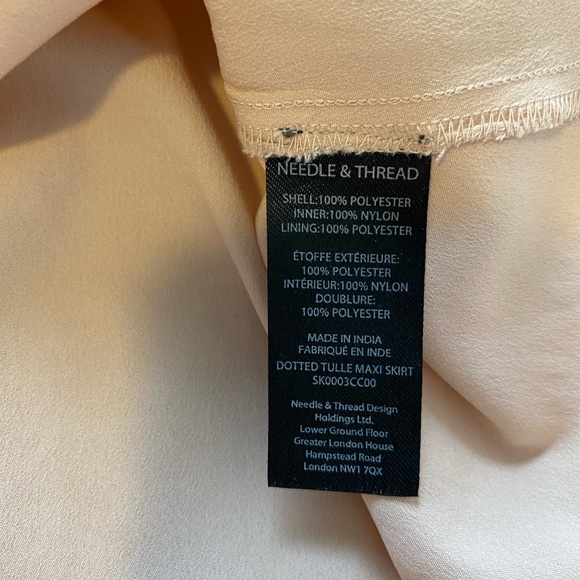 NEEDLE & THREAD
SHELL:100% POLYESTER
INNER:100% NYLON
LINING:100% POLYESTER
ÉTOFFE EXTÉRIEURE:
100% POLYESTER
INTÉRIEUR:100% NYLON
DOUBLURE:
100% POLYESTER
MADE IN INDIA
FABRIQUÉ EN INDE
DOTTED TULLE MAXI SKIRT
SK0003CC00
Needle & Thread Design
Holdings Ltd.
Lower Ground Floor
Greater London House
Hampstead Road
London NW1 7QX